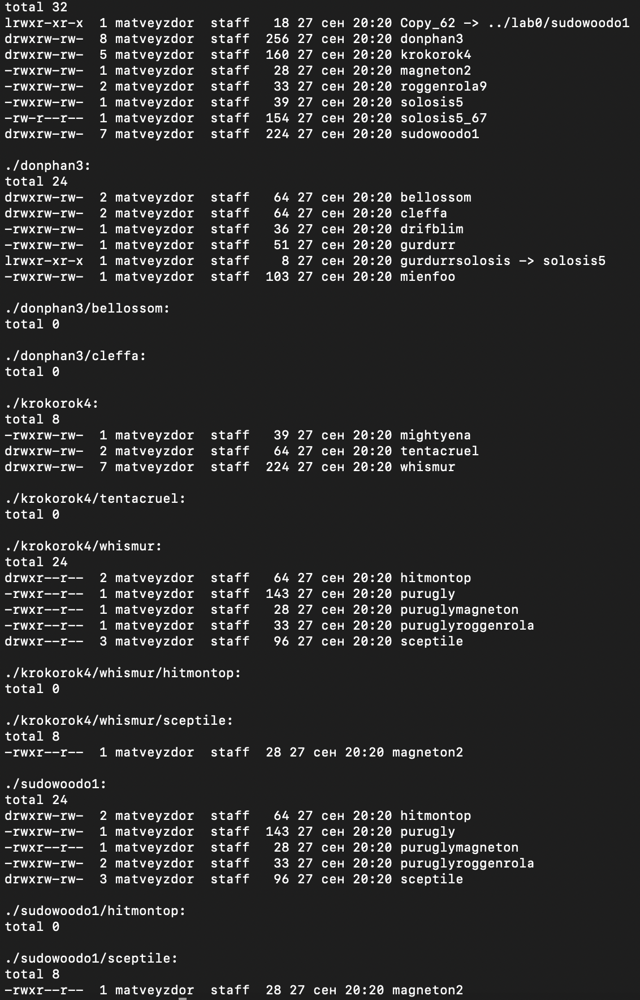 total 32
lrwxr-xr-x  1 matveyzdor  staff   18 27 сен 20:20 Copy_62 -> ../lab0/sudowoodo1
drwxrw-rw-  8 matveyzdor  staff  256 27 сен 20:20 donphan3
drwxrw-rw-  5 matveyzdor  staff  160 27 сен 20:20 krokorok4
-rwxrw-rw-  1 matveyzdor  staff   28 27 сен 20:20 magneton2
-rwxrw-rw-  2 matveyzdor  staff   33 27 сен 20:20 roggenrola9
-rwxrw-rw-  1 matveyzdor  staff   39 27 сен 20:20 solosis5
-rw-r--r--  1 matveyzdor  staff  154 27 сен 20:20 solosis5_67
drwxrw-rw-  7 matveyzdor  staff  224 27 сен 20:20 sudowoodo1

./donphan3:
total 24
drwxrw-rw-  2 matveyzdor  staff   64 27 сен 20:20 bellossom
drwxrw-rw-  2 matveyzdor  staff   64 27 сен 20:20 cleffa
-rwxrw-rw-  1 matveyzdor  staff   36 27 сен 20:20 drifblim
-rwxrw-rw-  1 matveyzdor  staff   51 27 сен 20:20 gurdurr
lrwxr-xr-x  1 matveyzdor  staff    8 27 сен 20:20 gurdurrsolosis -> solosis5
-rwxrw-rw-  1 matveyzdor  staff  103 27 сен 20:20 mienfoo

./donphan3/bellossom:
total 0

./donphan3/cleffa:
total 0

./krokorok4:
total 8
-rwxrw-rw-  1 matveyzdor  staff   39 27 сен 20:20 mightyena
drwxrw-rw-  2 matveyzdor  staff   64 27 сен 20:20 tentacruel
drwxrw-rw-  7 matveyzdor  staff  224 27 сен 20:20 whismur

./krokorok4/tentacruel:
total 0

./krokorok4/whismur:
total 24
drwxr--r--  2 matveyzdor  staff   64 27 сен 20:20 hitmontop
-rwxr--r--  1 matveyzdor  staff  143 27 сен 20:20 purugly
-rwxr--r--  1 matveyzdor  staff   28 27 сен 20:20 puruglymagneton
-rwxr--r--  1 matveyzdor  staff   33 27 сен 20:20 puruglyroggenrola
drwxr--r--  3 matveyzdor  staff   96 27 сен 20:20 sceptile

./krokorok4/whismur/hitmontop:
total 0

./krokorok4/whismur/sceptile:
total 8
-rwxr--r--  1 matveyzdor  staff  28 27 сен 20:20 magneton2

./sudowoodo1:
total 24
drwxrw-rw-  2 matveyzdor  staff   64 27 сен 20:20 hitmontop
-rwxrw-rw-  1 matveyzdor  staff  143 27 сен 20:20 purugly
-rwxr--r--  1 matveyzdor  staff   28 27 сен 20:20 puruglymagneton
-rwxrw-rw-  2 matveyzdor  staff   33 27 сен 20:20 puruglyroggenrola
drwxrw-rw-  3 matveyzdor  staff   96 27 сен 20:20 sceptile

./sudowoodo1/hitmontop:
total 0

./sudowoodo1/sceptile:
total 8
-rwxr--r--  1 matveyzdor  staff  28 27 сен 20:20 magneton2